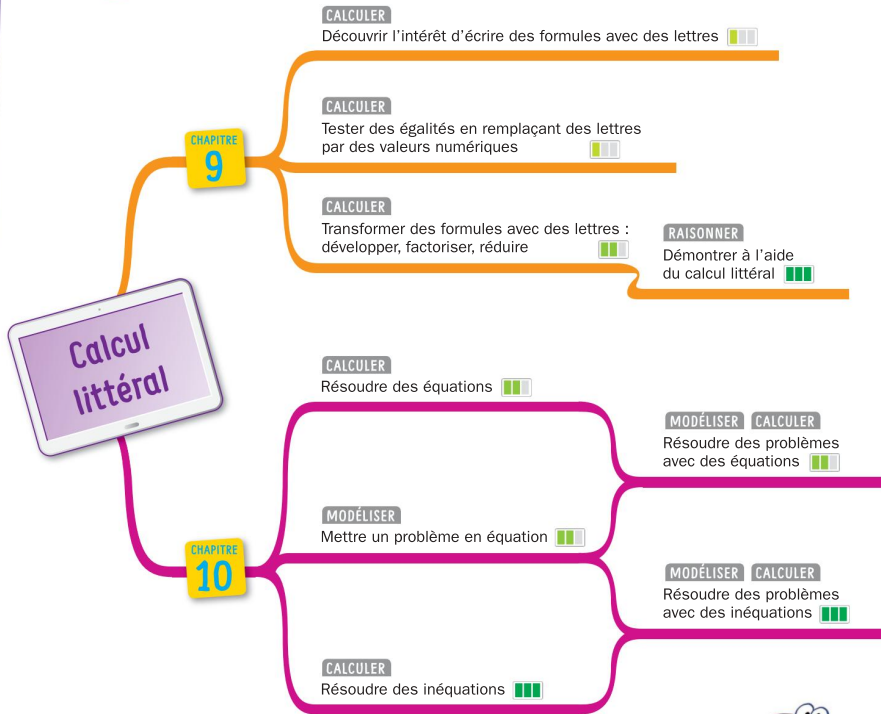 CALCULER
Découvrir l'intérêt d'écrire des formules avec des lettres
CALCULER
Tester des égalités en remplaçant des lettres
par des valeurs numériques
CHAPITRE
9
CALCULER
Transformer des formules avec des lettres :
développer, factoriser, réduire
RAISONNER
Démontrer à l'aide
du calcul littéral
Calcul
littéral
CALCULER
Résoudre des équations
MODÉLISER CALCULER
Résoudre des problèmes
avec des équations
MODÉLISER
Mettre un problème en équation
CHAPITRE
10
MODÉLISER CALCULER
Résoudre des problèmes
avec des inéquations
CALCULER
Résoudre des inéquations